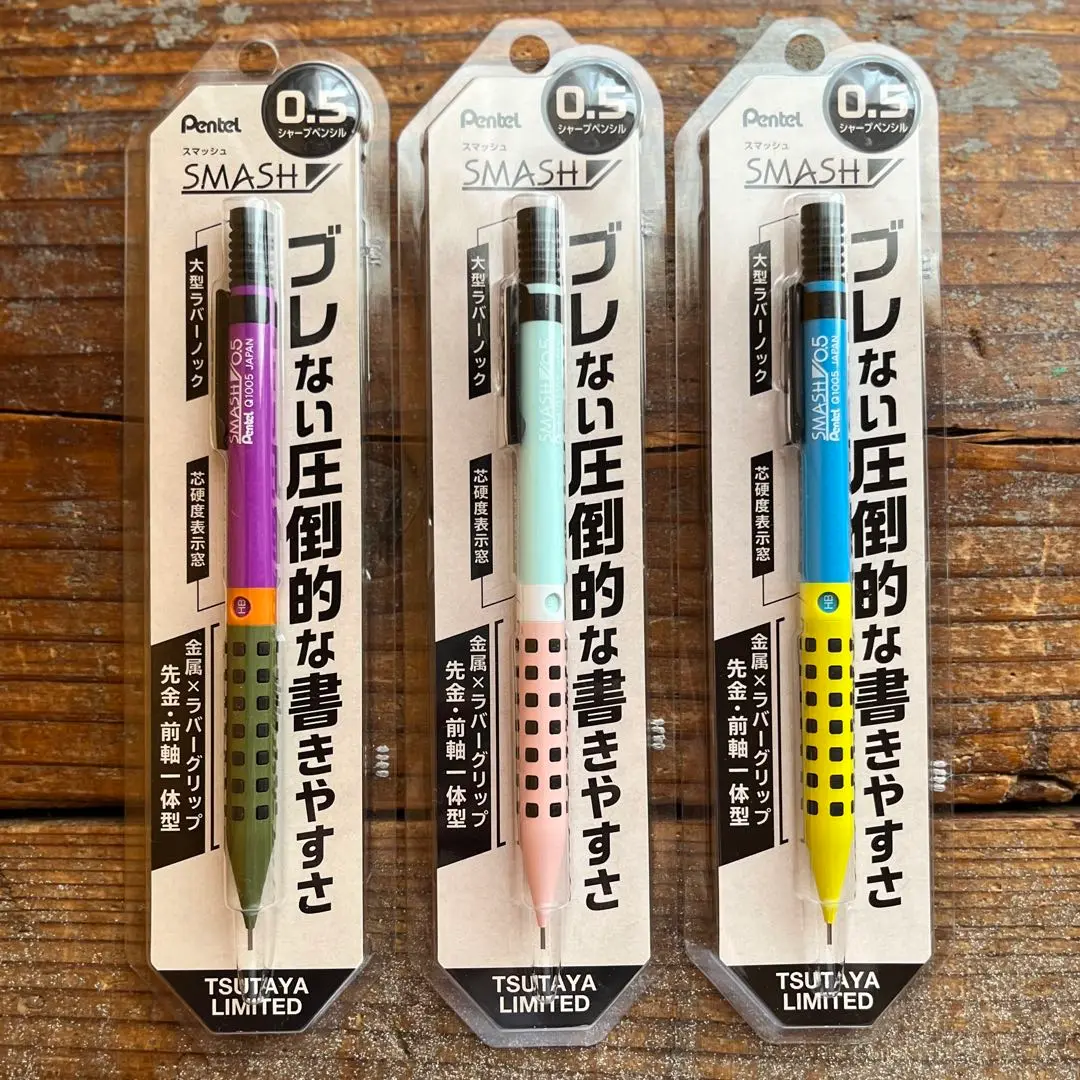 Pentel
0.5
シャープペンシル
スマッシュ
SMASH
ブレない圧倒的な書きやすさ
大型ラバーノック
芯硬度表示窓
金属×ラバーグリップ
先金・前軸一体型
SMASH 0.5
Pentel Q1005 JAPAN
HB
TSUTAYA
LIMITED
Pentel
0.5
シャープペンシル
スマッシュ
SMASH
ブレない圧倒的な書きやすさ
大型ラバーノック
芯硬度表示窓
金属×ラバーグリップ
先金・前軸一体型
SMASH 0.5
TSUTAYA
LIMITED
Pentel
0.5
シャープペンシル
スマッシュ
SMASH
ブレない圧倒的な書きやすさ
大型ラバーノック
芯硬度表示窓
金属×ラバーグリップ
先金・前軸一体型
SMASH 0.5
Pentel Q1005 JAPAN
HB
TSUTAYA
LIMITED